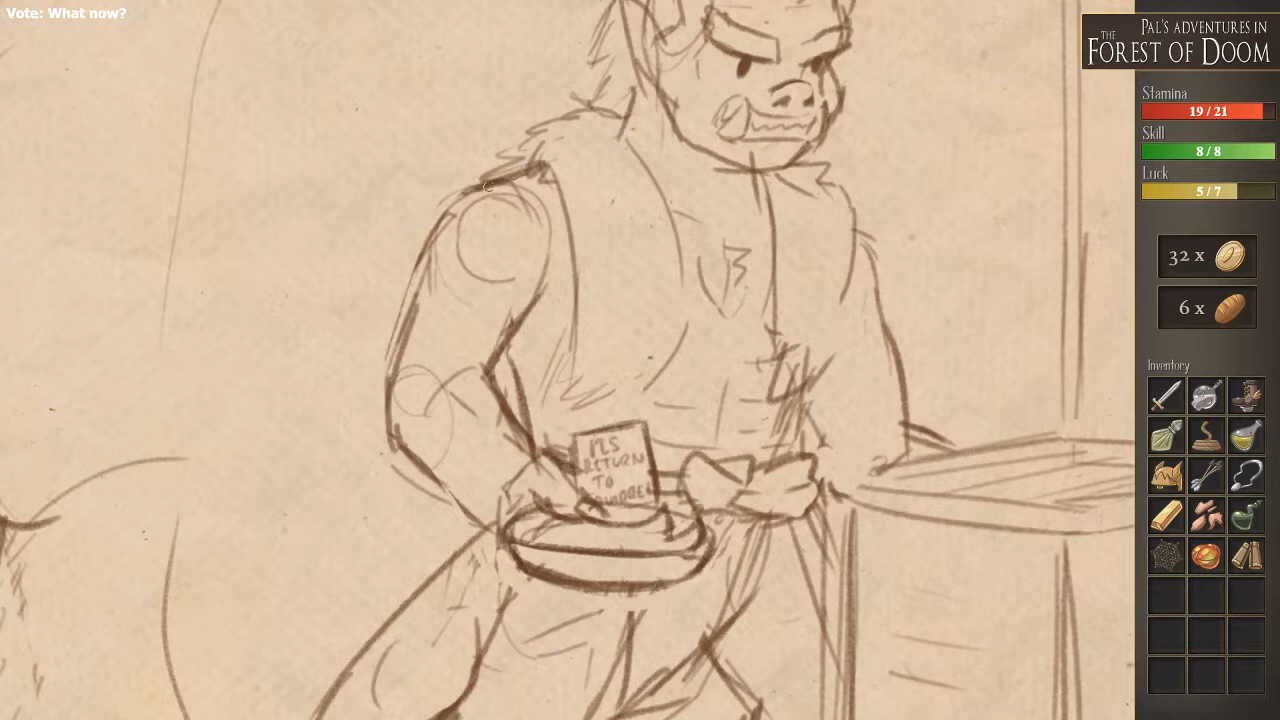 Vote: What now?
PAL'S ADVENTURES IN
THE
FOREST OF DOOM
Stamina
19 / 21
Skill
8 / 8
Luck
5 / 7
32 x
6 x
Inventory
PLS
RETURN
TO